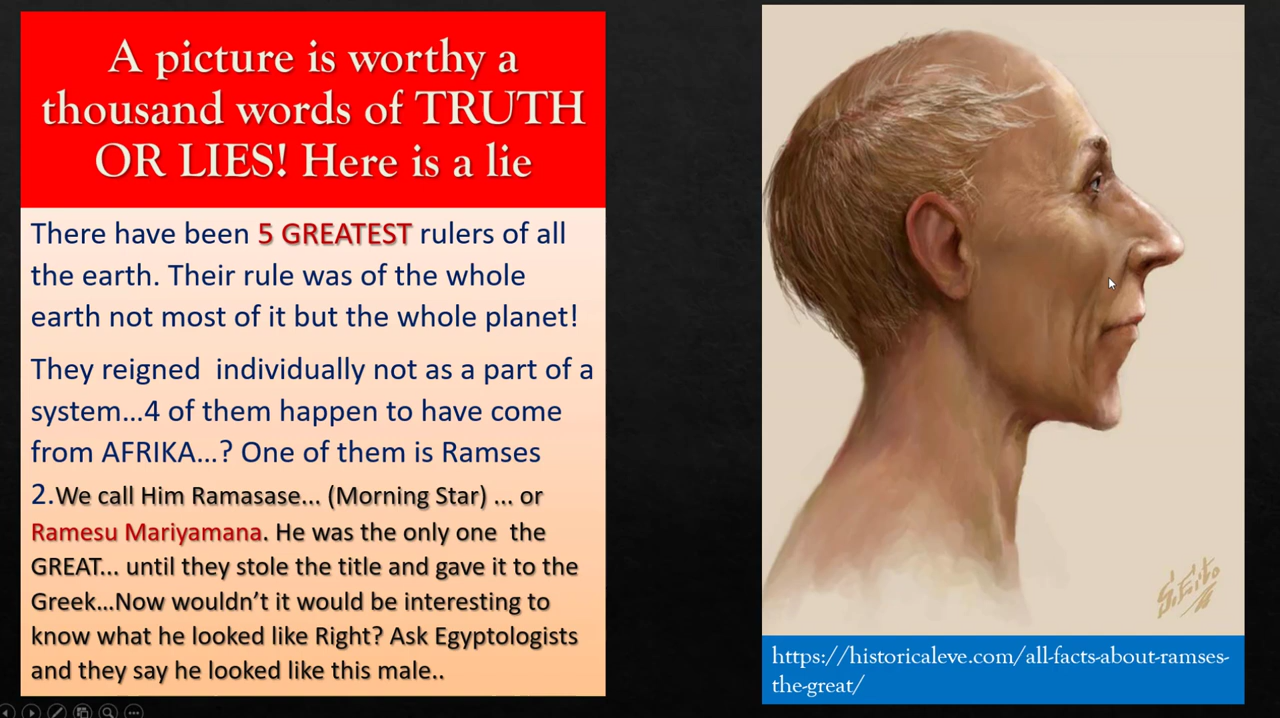 A picture is worthy a
thousand words of TRUTH
OR LIES! Here is a lie
There have been 5 GREATEST rulers of all
the earth. Their rule was of the whole
earth not most of it but the whole planet!
They reigned individually not as a part of a
system...4 of them happen to have come
from AFRIKA...? One of them is Ramses
2.We call Him Ramasase... (Morning Star) ... or
Ramesu Mariyamana. He was the only one the
GREAT... until they stole the title and gave it to the
Greek...Now wouldn't it would be interesting to
know what he looked like Right? Ask Egyptologists
and they say he looked like this male..
https://historicaleve.com/all-facts-about-ramses-
the-great/